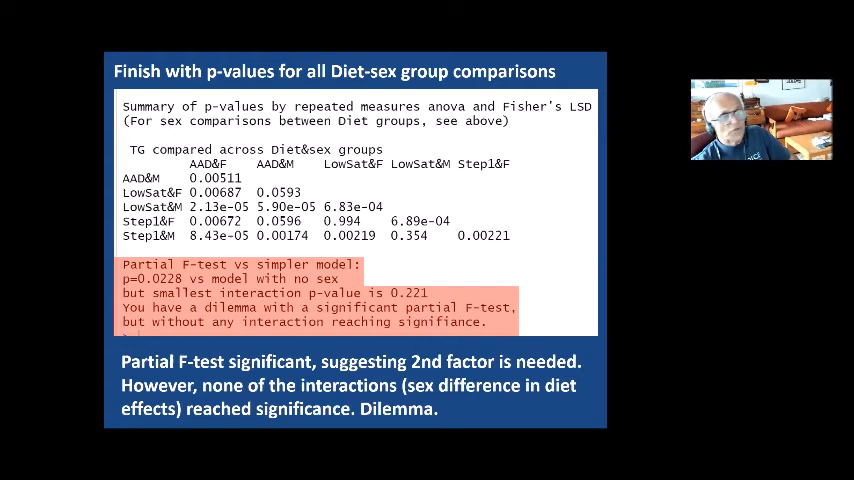 Finish with p-values for all Diet-sex group comparisons
Summary of p-values by repeated measures anova and Fisher's LSD
(For sex comparisons between Diet groups, see above)
TG compared across Diet&sex groups
AAD&F AAD&M LowSat&F LowSat&M Step1&F
AAD&M 0.00511
LowSat&F 0.00687 0.0593
LowSat&M 2.13e-05 5.90e-05 6.83e-04
Step1&F 0.00672 0.0596 0.994 6.89e-04
Step1&M 8.43e-05 0.00174 0.00219 0.354 0.00221
Partial F-test vs simpler model:
p=0.0228 vs model with no sex
but smallest interaction p-value is 0.221
You have a dilemma with a significant partial F-test,
but without any interaction reaching signifiance.
Partial F-test significant, suggesting 2nd factor is needed.
However, none of the interactions (sex difference in diet
effects) reached significance. Dilemma.